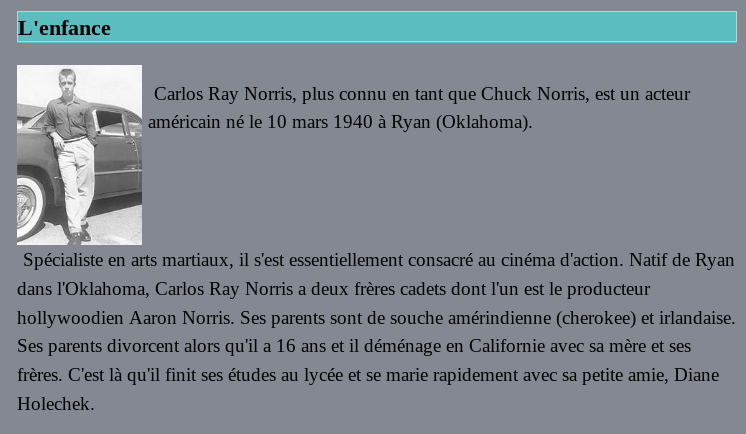 L'enfance
Carlos Ray Norris, plus connu en tant que Chuck Norris, est un acteur
américain né le 10 mars 1940 à Ryan (Oklahoma).
Spécialiste en arts martiaux, il s'est essentiellement consacré au cinéma d'action. Natif de Ryan
dans l'Oklahoma, Carlos Ray Norris a deux frères cadets dont l'un est le producteur
hollywoodien Aaron Norris. Ses parents sont de souche amérindienne (cherokee) et irlandaise.
Ses parents divorcent alors qu'il a 16 ans et il déménage en Californie avec sa mère et ses
frères. C'est là qu'il finit ses études au lycée et se marie rapidement avec sa petite amie, Diane
Holechek.